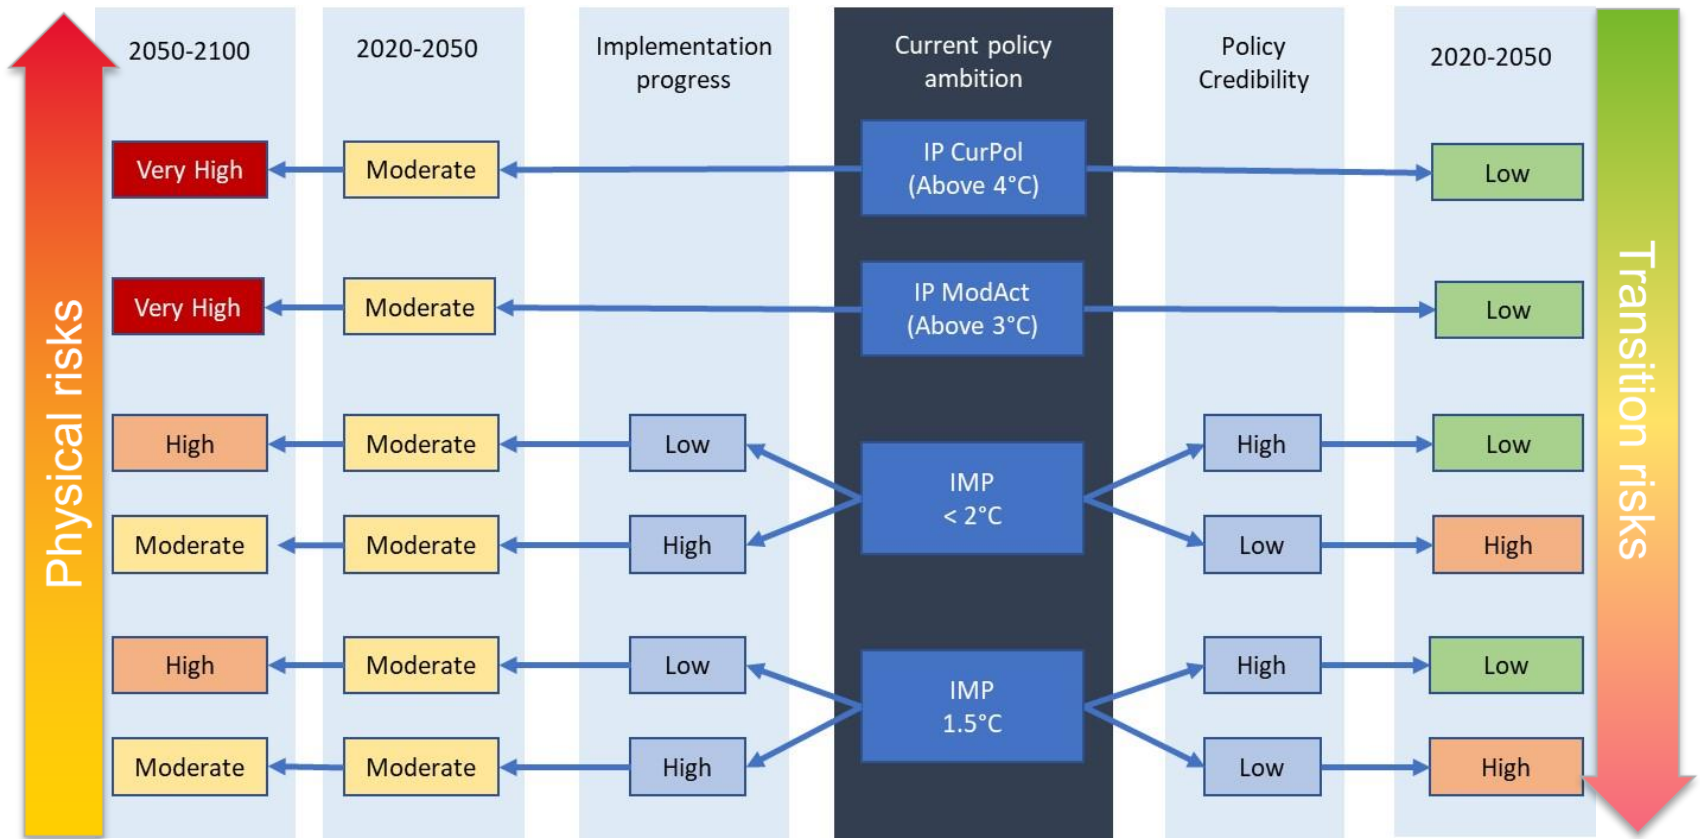 Physical risks
2050-2100
2020-2050
Implementation
progress
Current policy
ambition
Policy
Credibility
2020-2050
Transition risks
Very High
Moderate
IP CurPol
(Above 4°C)
Low
Very High
Moderate
IP ModAct
(Above 3°C)
Low
High
Moderate
Low
IMP
< 2°C
High
Low
Moderate
Moderate
High
Low
High
High
Moderate
Low
IMP
1.5°C
High
Low
Moderate
Moderate
High
Low
High